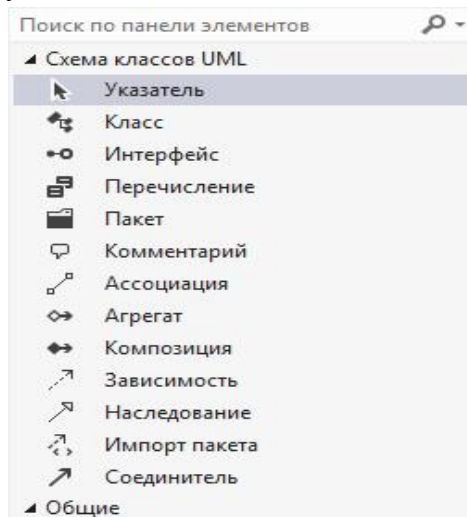 Поиск по панели элементов
Схема классов UML
Указатель
Класс
Интерфейс
Перечисление
Пакет
Комментарий
Ассоциация
Агрегат
Композиция
Зависимость
Наследование
Импорт пакета
Соединитель
Общие